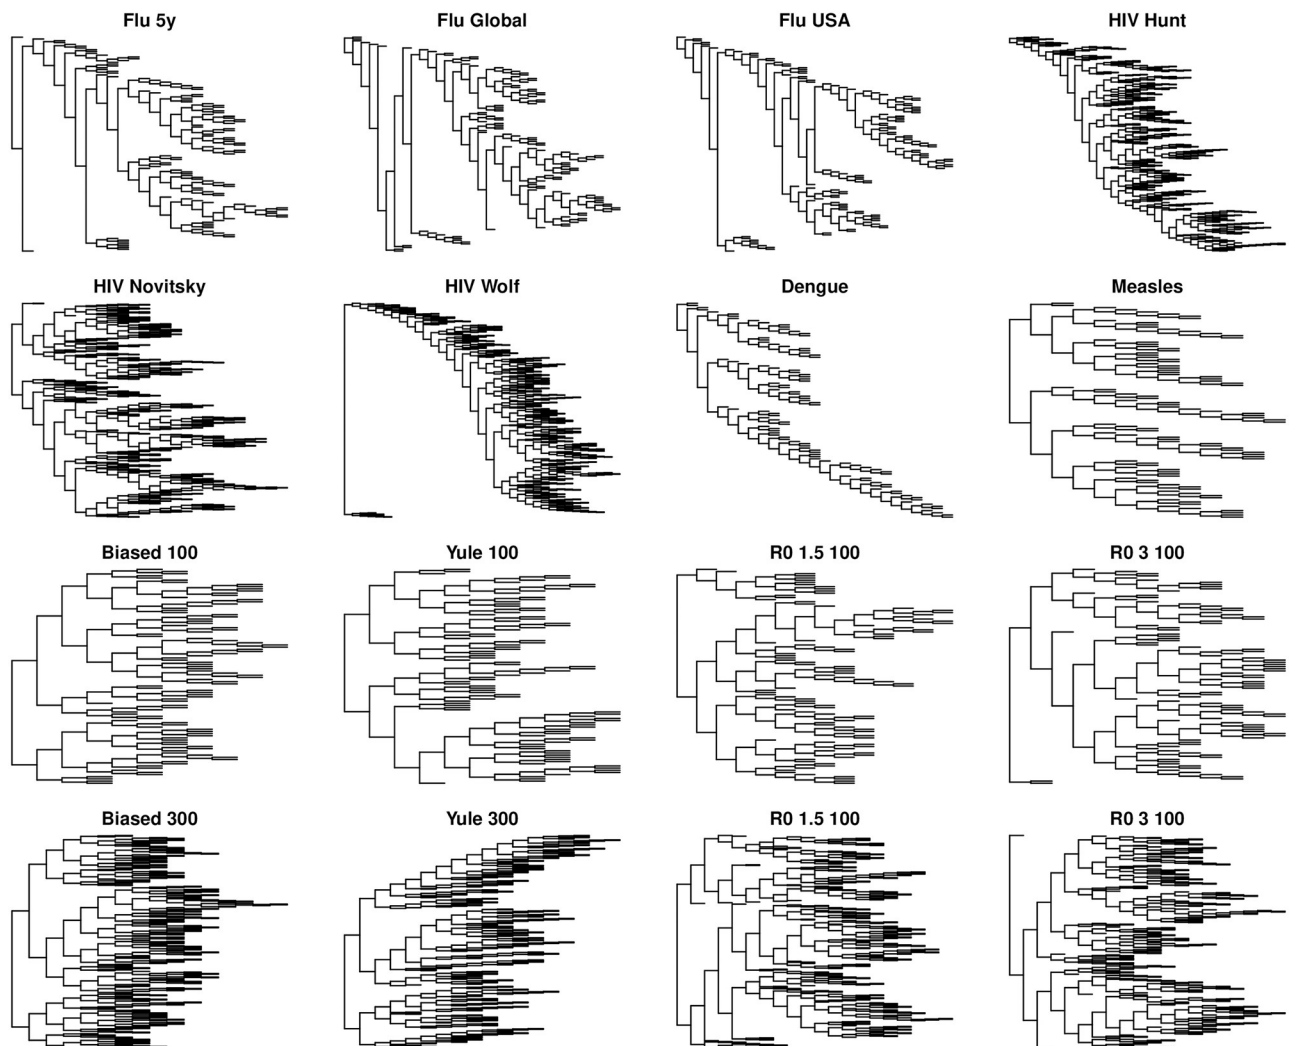 Flu 5y
Flu Global
Flu USA
HIV Hunt
HIV Novitsky
HIV Wolf
Dengue
Measles
Biased 100
Yule 100
R0 1.5 100
R0 3 100
Biased 300
Yule 300
R0 1.5 100
R0 3 100